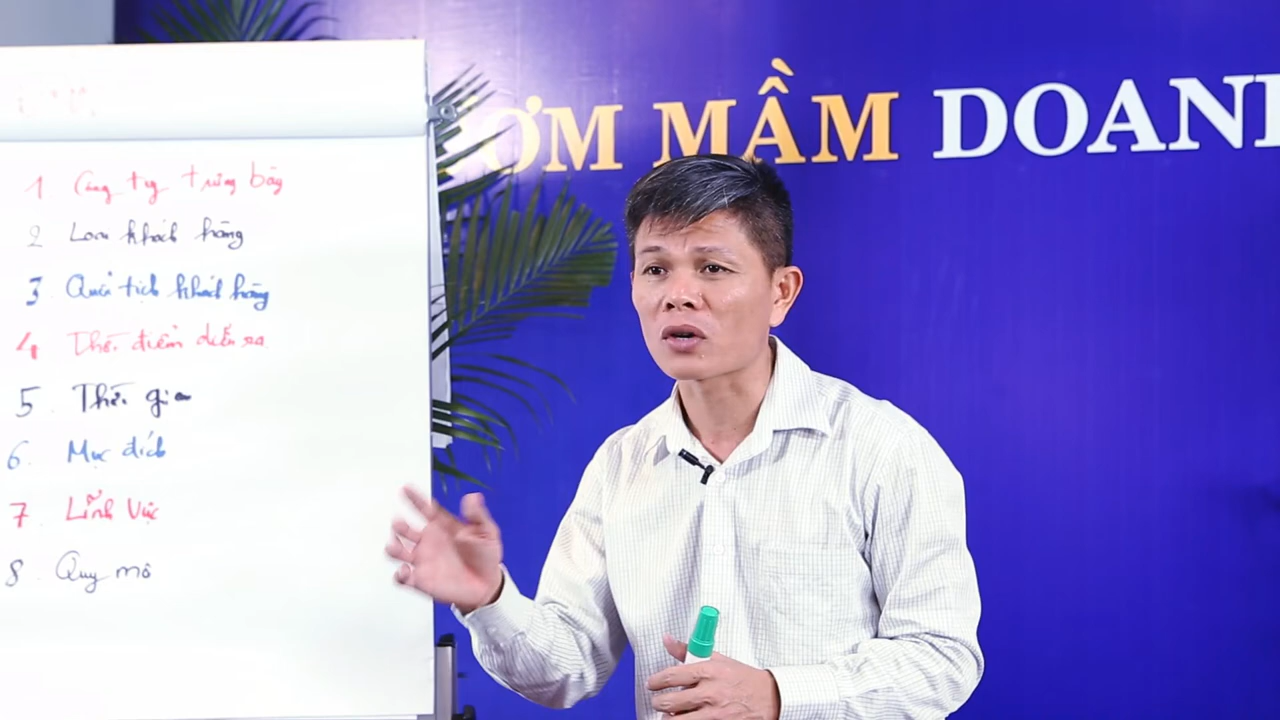 ƠM MẦM DOANH
1 Công ty trưng bày
2 Loại khách hàng
3 Quốc tịch khách hàng
4 Thời điểm diễn ra
5 Thời gian
6. Mục đích
7. Lĩnh Vực
8. Quy mô